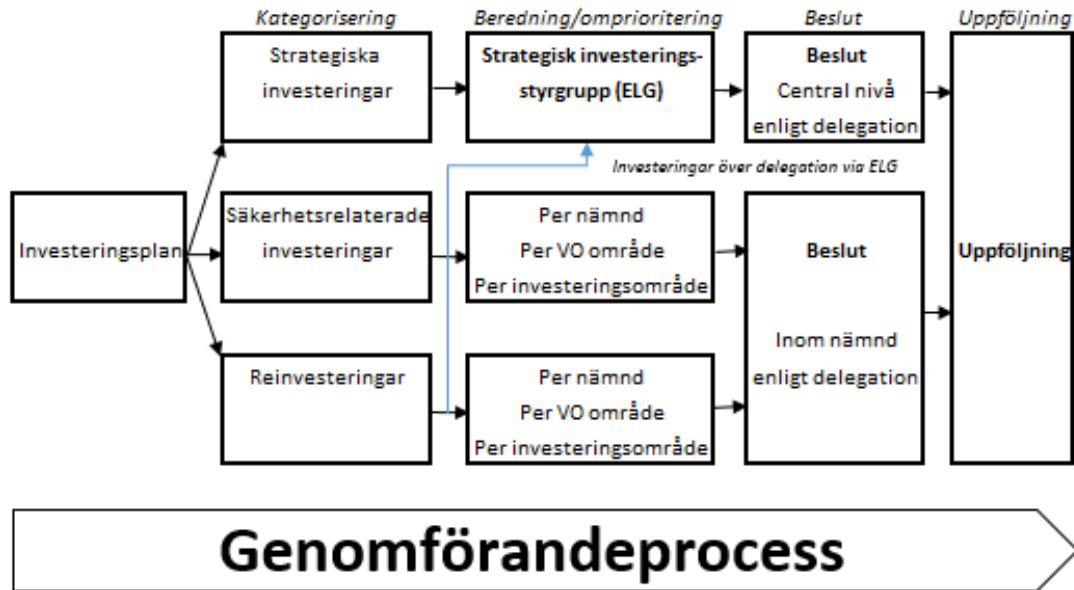 Kategorisering
Beredning/omprioritering
Beslut
Uppföljning
Strategiska
investeringar
Strategisk investerings-
styrgrupp (ELG)
Beslut
Central nivå
enligt delegation
Investeringar över delegation via ELG
Investeringsplan
Säkerhetsrelaterade
investeringar
Per nämnd
Per VO område
Per investeringsområde
Beslut
Inom nämnd
enligt delegation
Uppföljning
Reinvesteringar
Per nämnd
Per VO område
Per investeringsområde
Genomförandeprocess